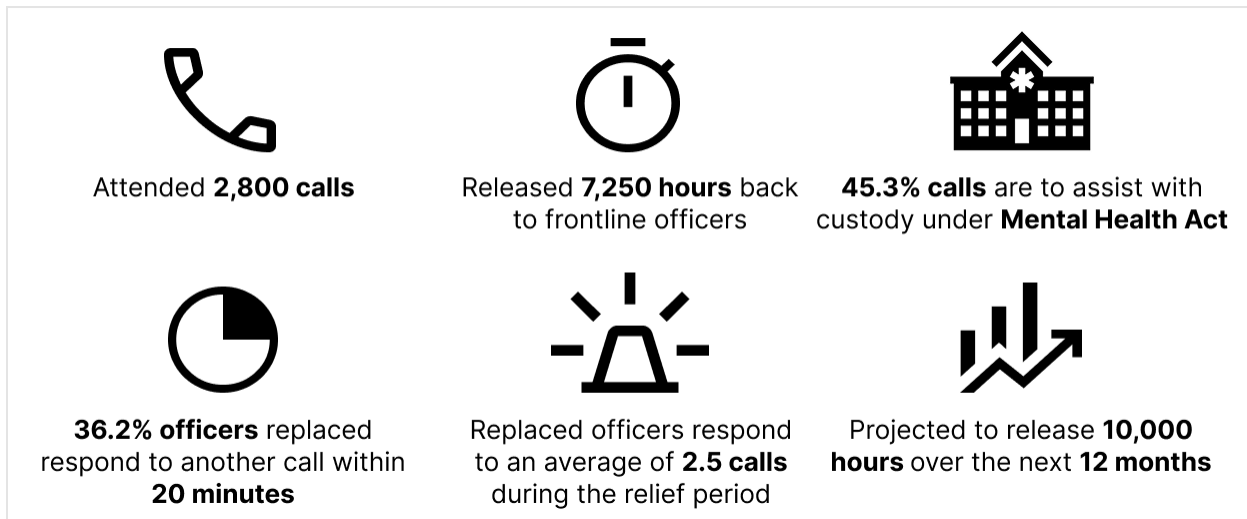 Attended 2,800 calls
Released 7,250 hours back
to frontline officers
45.3% calls are to assist with
custody under Mental Health Act
36.2% officers replaced
respond to another call within
20 minutes
Replaced officers respond
to an average of 2.5 calls
during the relief period
Projected to release 10,000
hours over the next 12 months